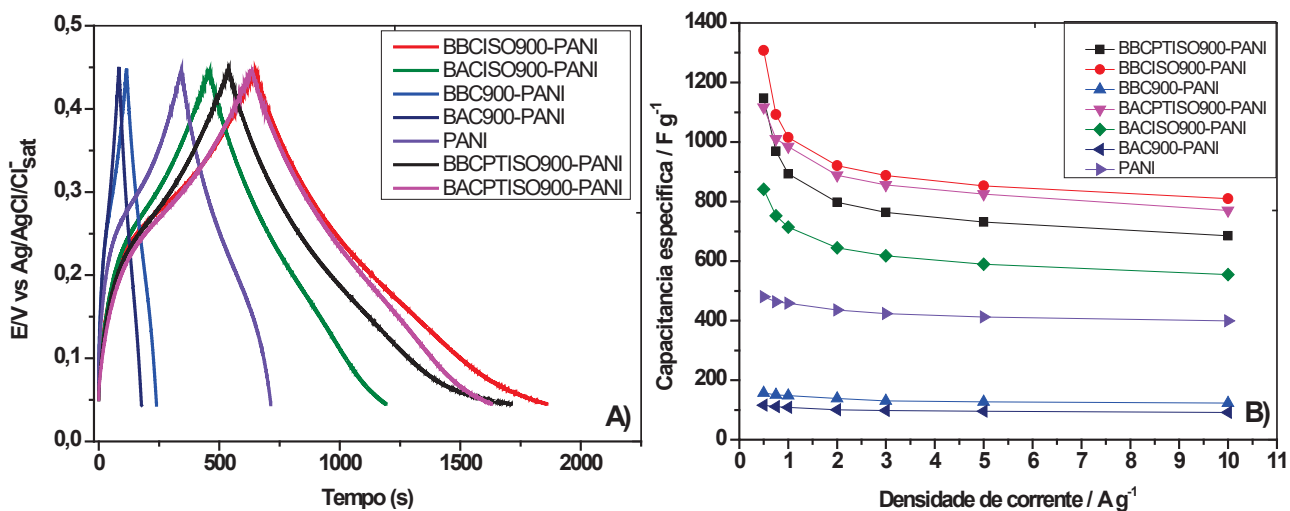 0,5
0,4
0,3
0,2
0,1
0,0
E/V vs Ag/AgCl/Cl⁻sat
BBCISO900-PANI
BACISO900-PANI
BBC900-PANI
BAC900-PANI
PANI
BBCPTISO900-PANI
BACPTISO900-PANI
A)
0 500 1000 1500 2000
Tempo (s)
1400
1200
1000
800
600
400
200
0
Capacitancia especifica / F g⁻¹
BBCPTISO900-PANI
BBCISO900-PANI
BBC900-PANI
BACPTISO900-PANI
BACISO900-PANI
BAC900-PANI
PANI
B)
0 1 2 3 4 5 6 7 8 9 10 11
Densidade de corrente / A g⁻¹